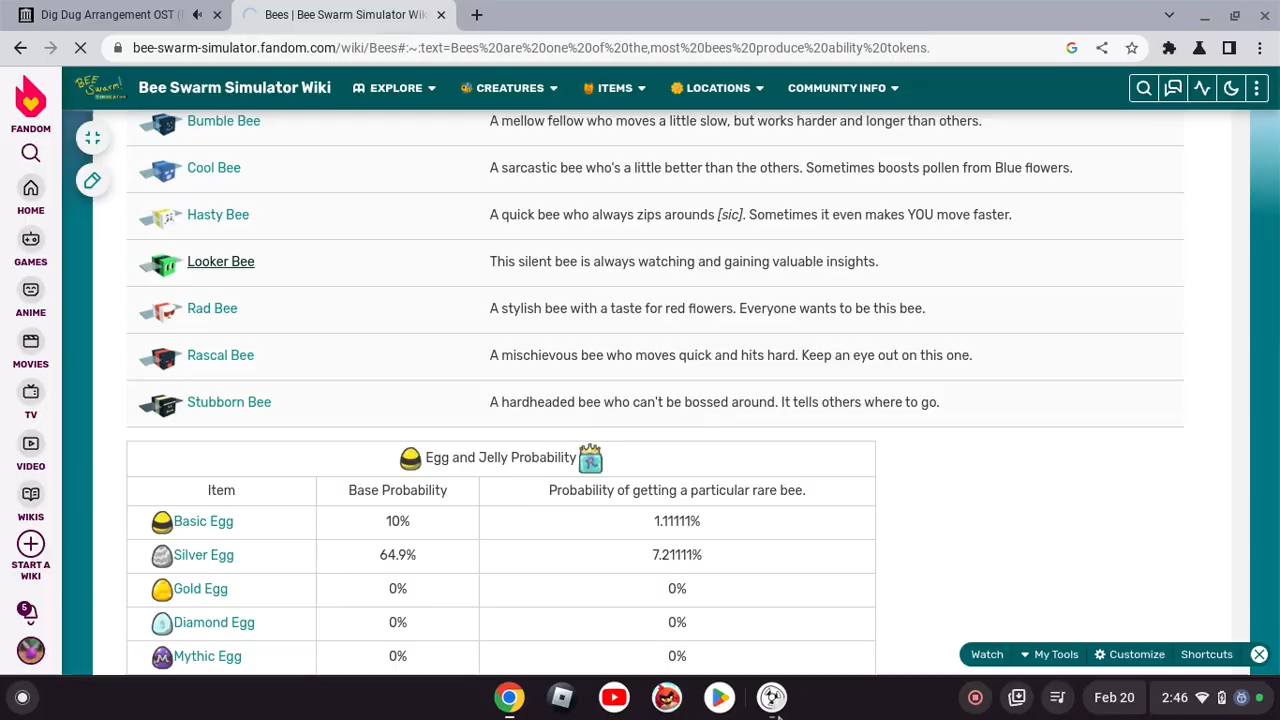 Dig Dug Arrangement OST (
Bees | Bee Swarm Simulator Wik
bee-swarm-simulator.fandom.com/wiki/Bees#:~:text=Bees%20are%20one%20of%20the,most%20bees%20produce%20ability%20tokens.
Bee Swarm Simulator Wiki
EXPLORE
CREATURES
ITEMS
LOCATIONS
COMMUNITY INFO
FANDOM
HOME
GAMES
ANIME
MOVIES
TV
VIDEO
WIKIS
START A
WIKI
5
Bumble Bee A mellow fellow who moves a little slow, but works harder and longer than others.
Cool Bee A sarcastic bee who's a little better than the others. Sometimes boosts pollen from Blue flowers.
Hasty Bee A quick bee who always zips arounds [sic]. Sometimes it even makes YOU move faster.
Looker Bee This silent bee is always watching and gaining valuable insights.
Rad Bee A stylish bee with a taste for red flowers. Everyone wants to be this bee.
Rascal Bee A mischievous bee who moves quick and hits hard. Keep an eye out on this one.
Stubborn Bee A hardheaded bee who can't be bossed around. It tells others where to go.
Egg and Jelly Probability
Item Base Probability Probability of getting a particular rare bee.
Basic Egg 10% 1.11111%
Silver Egg 64.9% 7.21111%
Gold Egg 0% 0%
Diamond Egg 0% 0%
Mythic Egg 0% 0%
Watch My Tools Customize Shortcuts
Feb 20 2:46